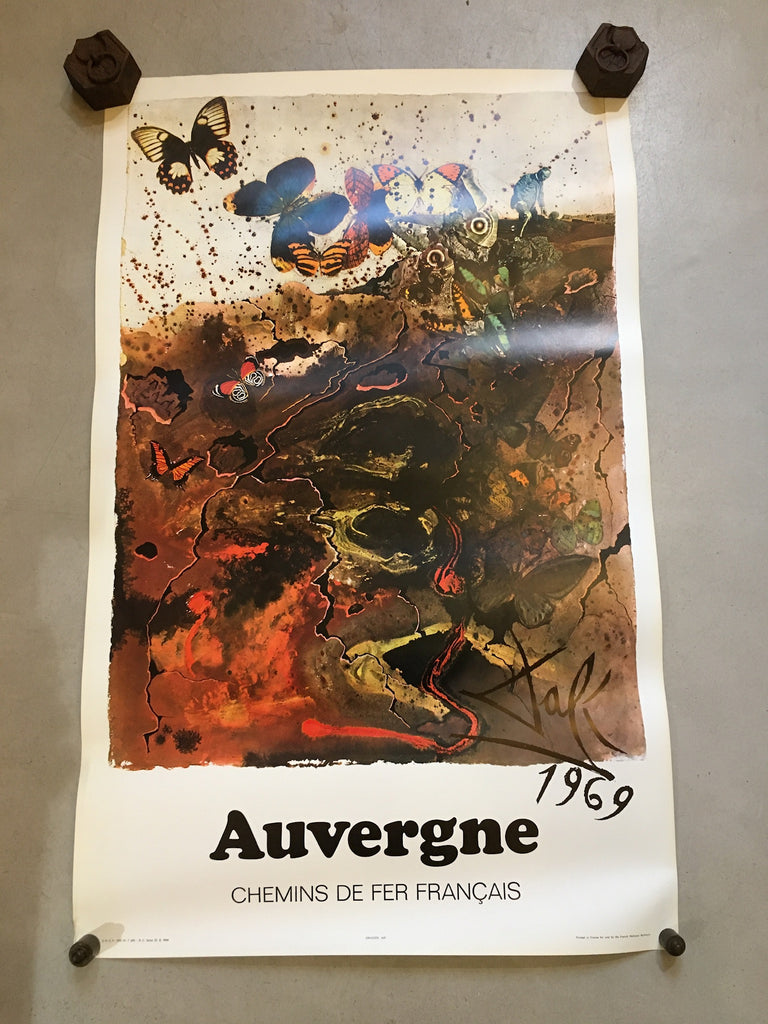 Dalí
1969
Auvergne
CHEMINS DE FER FRANÇAIS